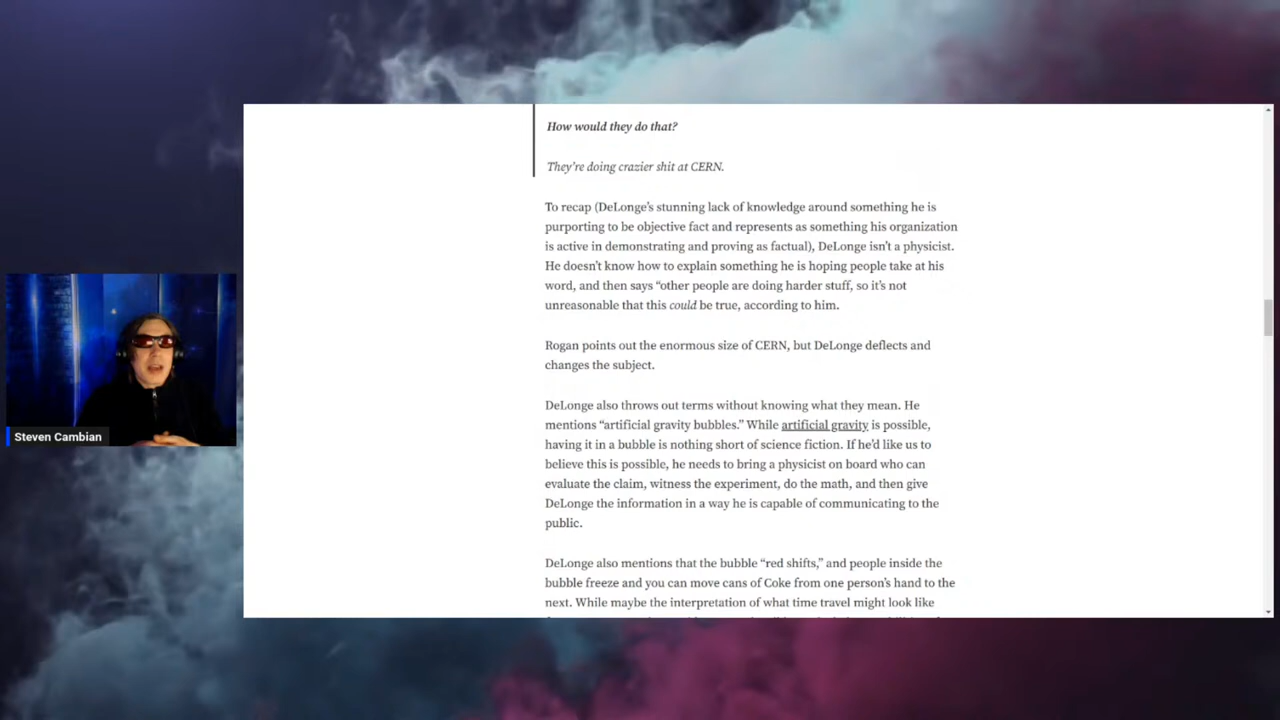 How would they do that?
They're doing crazier shit at CERN.
To recap (DeLonge's stunning lack of knowledge around something he is
purporting to be objective fact and represents as something his organization
is active in demonstrating and proving as factual), DeLonge isn't a physicist.
He doesn't know how to explain something he is hoping people take at his
word, and then says "other people are doing harder stuff, so it's not
unreasonable that this could be true, according to him.
Rogan points out the enormous size of CERN, but DeLonge deflects and
changes the subject.
DeLonge also throws out terms without knowing what they mean. He
mentions "artificial gravity bubbles." While artificial gravity is possible,
having it in a bubble is nothing short of science fiction. If he'd like us to
believe this is possible, he needs to bring a physicist on board who can
evaluate the claim, witness the experiment, do the math, and then give
DeLonge the information in a way he is capable of communicating to the
public.
DeLonge also mentions that the bubble "red shifts," and people inside the
bubble freeze and you can move cans of Coke from one person's hand to the
next. While maybe the interpretation of what time travel might look like
Steven Cambian